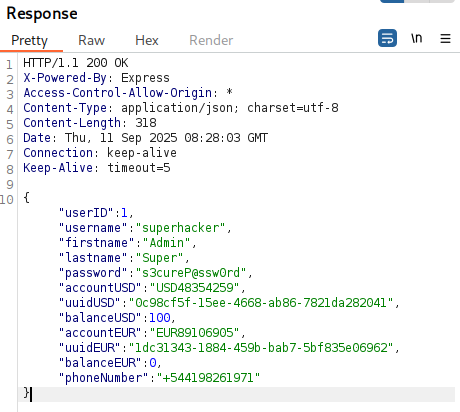 Response
Pretty Raw Hex Render \n
1 HTTP/1.1 200 OK
2 X-Powered-By: Express
3 Access-Control-Allow-Origin: *
4 Content-Type: application/json; charset=utf-8
5 Content-Length: 318
6 Date: Thu, 11 Sep 2025 08:28:03 GMT
7 Connection: keep-alive
8 Keep-Alive: timeout=5
9
10 {
"userID":1,
"username":"superhacker",
"firstname":"Admin",
"lastname":"Super",
"password":"s3cureP@ssw0rd",
"accountUSD":"USD48354259",
"uuidUSD":"0c98cf5f-15ee-4668-ab86-7821da282041",
"balanceUSD":100,
"accountEUR":"EUR89106905",
"uuidEUR":"1dc31343-1884-459b-bab7-5bf835e06962",
"balanceEUR":0,
"phoneNumber":"+544198261971"
}